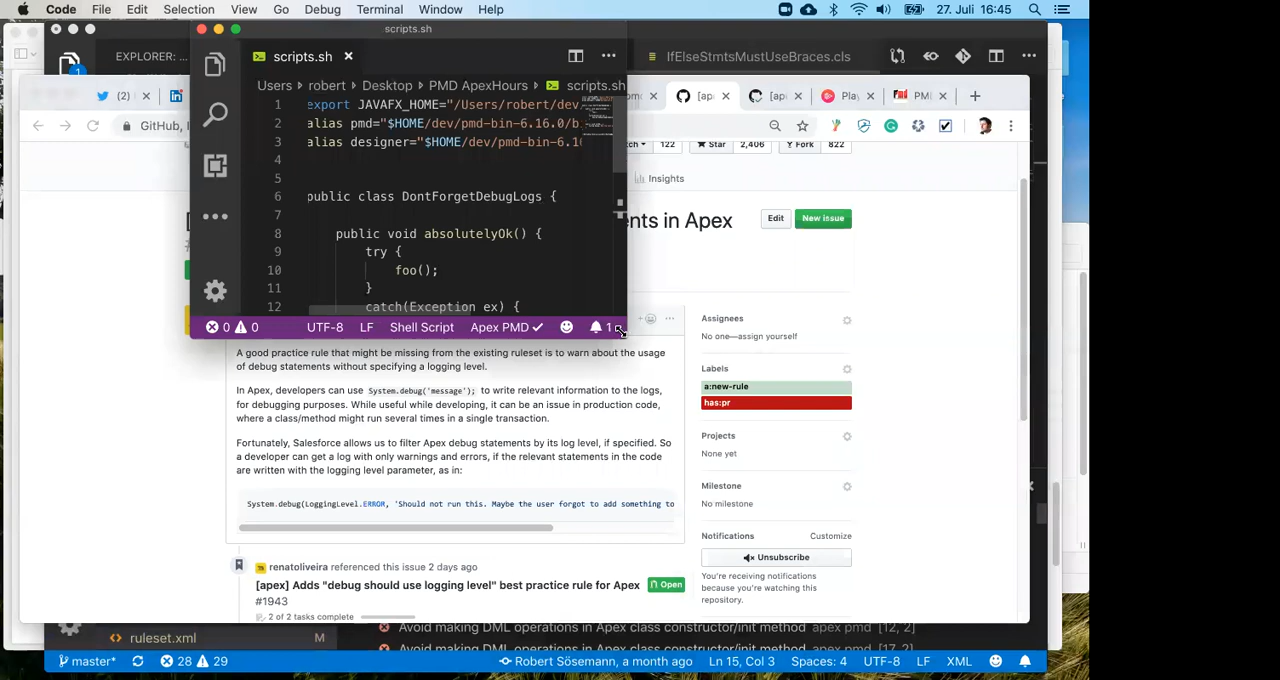 Code File Edit Selection View Go Debug Terminal Window Help 27. Juli 16:45
EXPLORER: ...
1
scripts.sh
IfElseStmtsMustUseBraces.cls
scripts.sh
Users robert Desktop PMD ApexHours scripts.sh
1 export JAVAFX_HOME="/Users/robert/dev
2 alias pmd="$HOME/dev/pmd-bin-6.16.0/b
3 alias designer="$HOME/dev/pmd-bin-6.1
4
5
6 public class DontForgetDebugLogs {
7
8 public void absolutelyOk() {
9 try {
10 foo();
11 }
12 catch(Exception ex) {
0 0 UTF-8 LF Shell Script Apex PMD 1
(2)
[ap
[ap
Play
PM
GitHub, I
122 Star 2,406 Fork 822
Insights
nts in Apex
Edit New issue
A good practice rule that might be missing from the existing ruleset is to warn about the usage
of debug statements without specifying a logging level.
In Apex, developers can use System.debug('message'); to write relevant information to the logs,
for debugging purposes. While useful while developing, it can be an issue in production code,
where a class/method might run several times in a single transaction.
Fortunately, Salesforce allows us to filter Apex debug statements by its log level, if specified. So
a developer can get a log with only warnings and errors, if the relevant statements in the code
are written with the logging level parameter, as in:
System.debug(LoggingLevel.ERROR, 'Should not run this. Maybe the user forgot to add something to
renatoliveira referenced this issue 2 days ago
[apex] Adds "debug should use logging level" best practice rule for Apex Open
#1943
2 of 2 tasks complete
Assignees
No one—assign yourself
Labels
a:new-rule
has:pr
Projects
None yet
Milestone
No milestone
Notifications Customize
Unsubscribe
You're receiving notifications
because you're watching this
repository.
ruleset.xml M
Avoid making DML operations in Apex class constructor/init method apex pmd [12, 2]
Avoid making DML operations in Apex class constructor/init method apex pmd [17, 2]
master* 28 29 Robert Sösemann, a month ago Ln 15, Col 3 Spaces: 4 UTF-8 LF XML